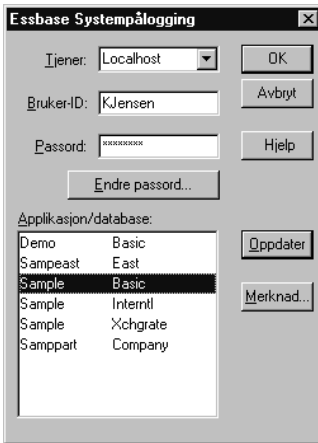 Essbase Systempålogging
Tjener: Localhost OK
Bruker-ID: KJensen Avbryt
Passord: ******** Hjelp
Endre passord...
Applikasjon/database:
Demo Basic Oppdater
Sampeast East
Sample Basic Merknad...
Sample Interntl
Sample Xchgrate
Samppart Company